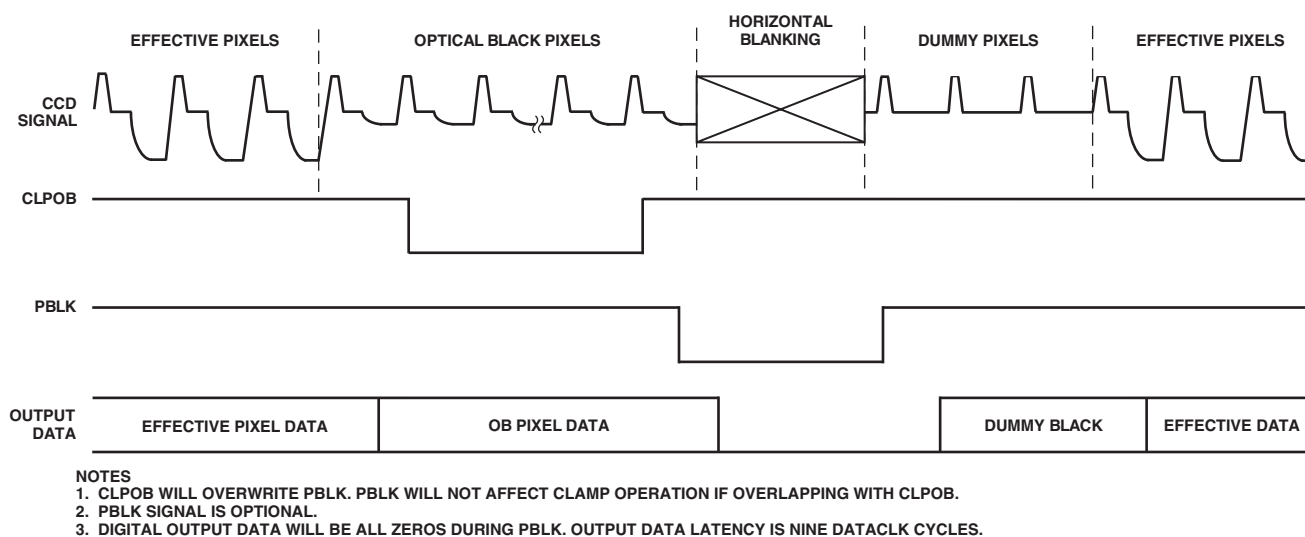 EFFECTIVE PIXELS
OPTICAL BLACK PIXELS
HORIZONTAL
BLANKING
DUMMY PIXELS
EFFECTIVE PIXELS
CCD
SIGNAL
CLPOB
PBLK
OUTPUT
DATA
EFFECTIVE PIXEL DATA
OB PIXEL DATA
DUMMY BLACK
EFFECTIVE DATA
NOTES
1. CLPOB WILL OVERWRITE PBLK. PBLK WILL NOT AFFECT CLAMP OPERATION IF OVERLAPPING WITH CLPOB.
2. PBLK SIGNAL IS OPTIONAL.
3. DIGITAL OUTPUT DATA WILL BE ALL ZEROS DURING PBLK. OUTPUT DATA LATENCY IS NINE DATACLK CYCLES.